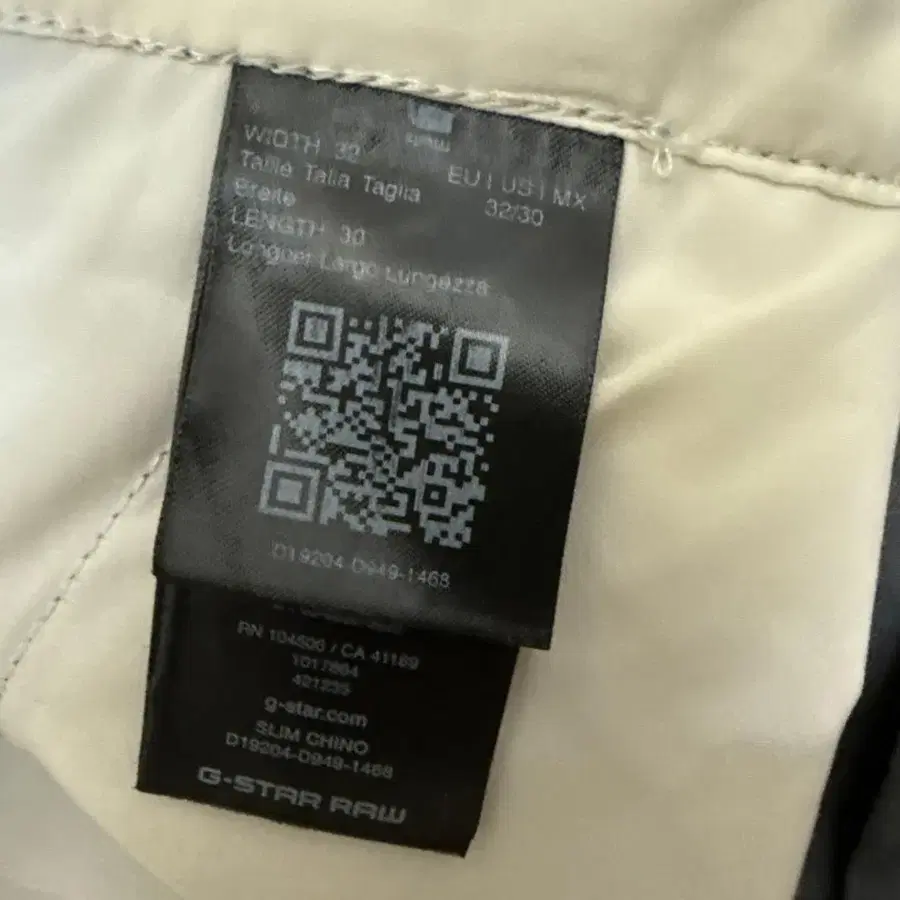 RAW
WIDTH 32
Taille Talla Taglia
Breite
EU | US | MX
32/30
LENGTH 30
Longuer Largo Lungezza
D19204-D949-1468
RN 104506 / CA 41189
1017864
421235
g-star.com
SLIM CHINO
D19204-D949-1468
G-STAR RAW